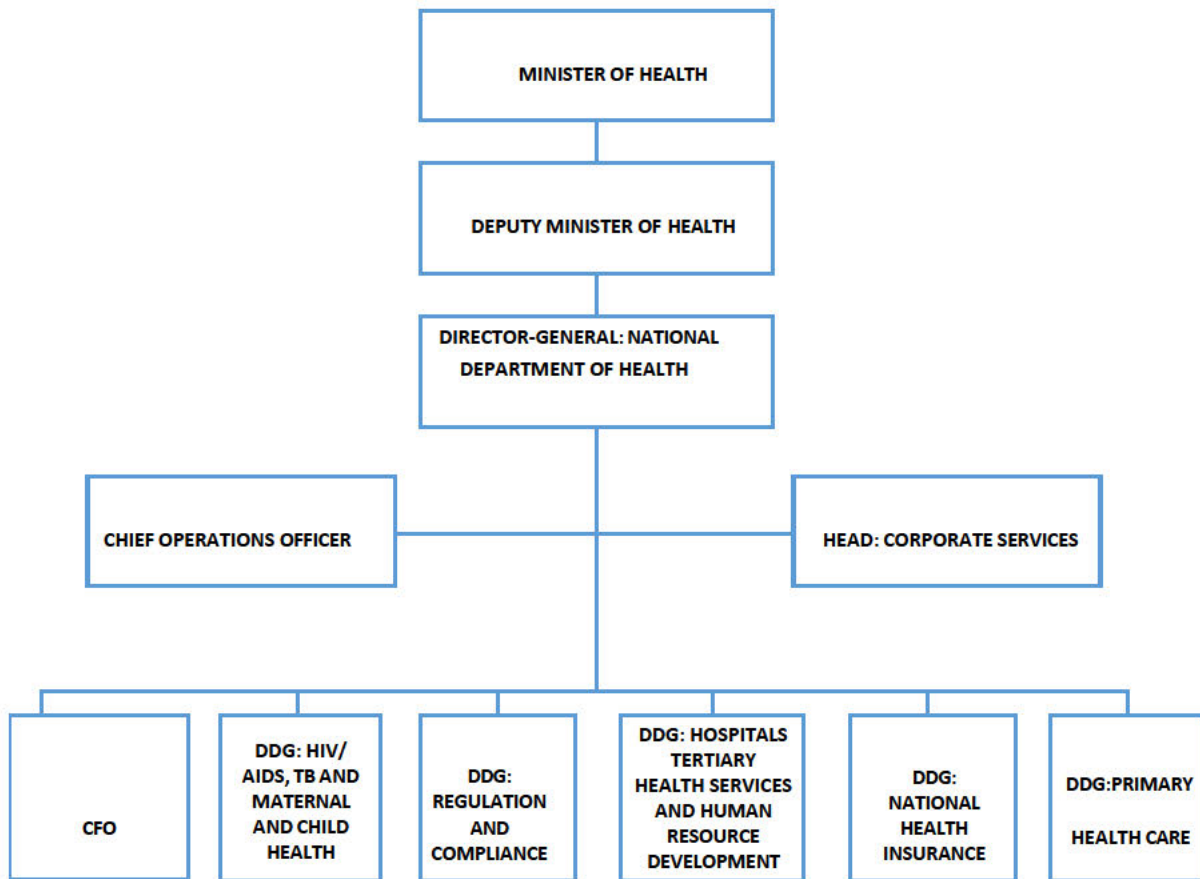 MINISTER OF HEALTH
DEPUTY MINISTER OF HEALTH
DIRECTOR-GENERAL: NATIONAL
DEPARTMENT OF HEALTH
CHIEF OPERATIONS OFFICER
HEAD: CORPORATE SERVICES
CFO
DDG: HIV/
AIDS, TB AND
MATERNAL
AND CHILD
HEALTH
DDG:
REGULATION
AND
COMPLIANCE
DDG: HOSPITALS
TERTIARY
HEALTH SERVICES
AND HUMAN
RESOURCE
DEVELOPMENT
DDG:
NATIONAL
HEALTH
INSURANCE
DDG:PRIMARY
HEALTH CARE